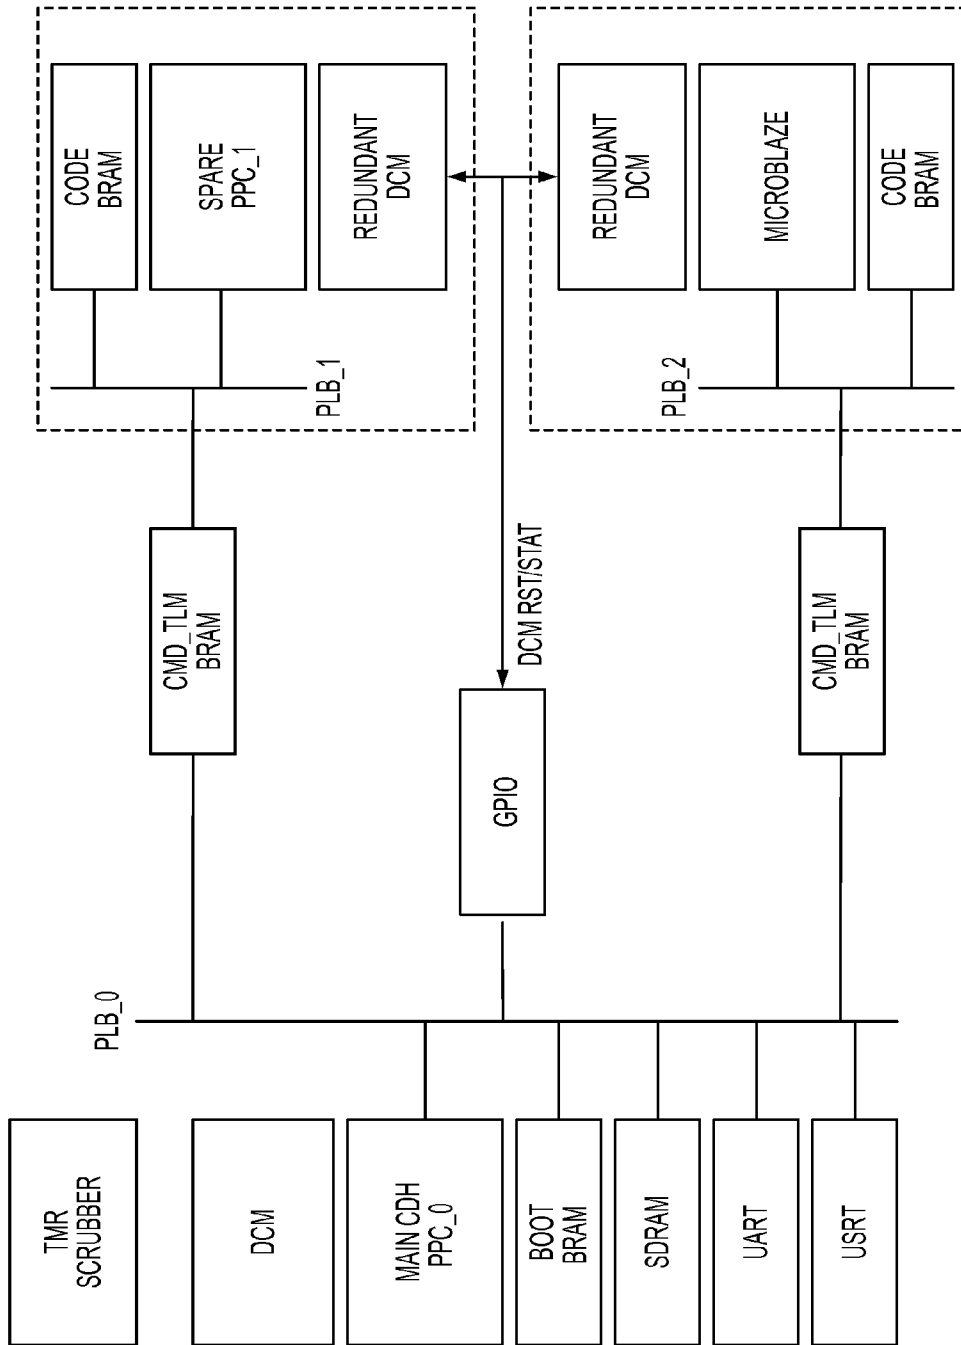 CODE
BRAM
SPARE
PPC_1
REDUNDANT
DCM
PLB_1
REDUNDANT
DCM
MICROBLAZE
CODE
BRAM
PLB_2
CMD_TLM
BRAM
DCM RST/STAT
CMD_TLM
BRAM
GPIO
PLB_0
TMR
SCRUBBER
DCM
MAIN CDH
PPC_0
BOOT
BRAM
SDRAM
UART
USRT